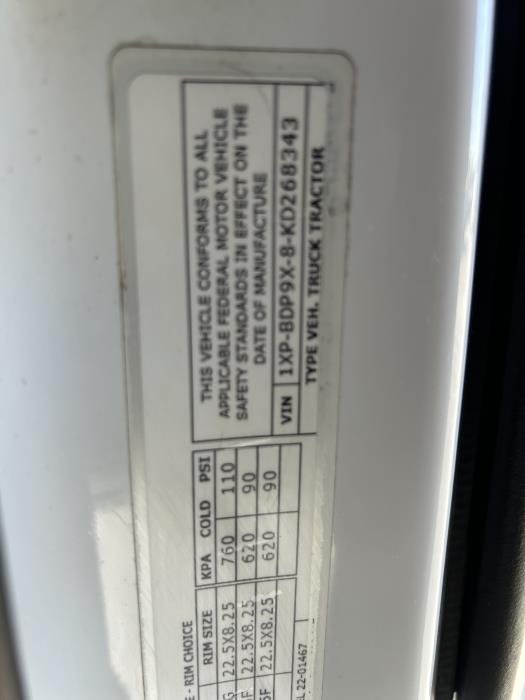 THIS VEHICLE CONFORMS TO ALL
APPLICABLE FEDERAL MOTOR VEHICLE
SAFETY STANDARDS IN EFFECT ON THE
DATE OF MANUFACTURE
VIN 1XP-BDP9X-8-KD268343
TYPE VEH. TRUCK TRACTOR
- RIM CHOICE
RIM SIZE KPA COLD PSI
22.5X8.25 760 110
22.5X8.25 620 90
22.5X8.25 620 90
22-01467